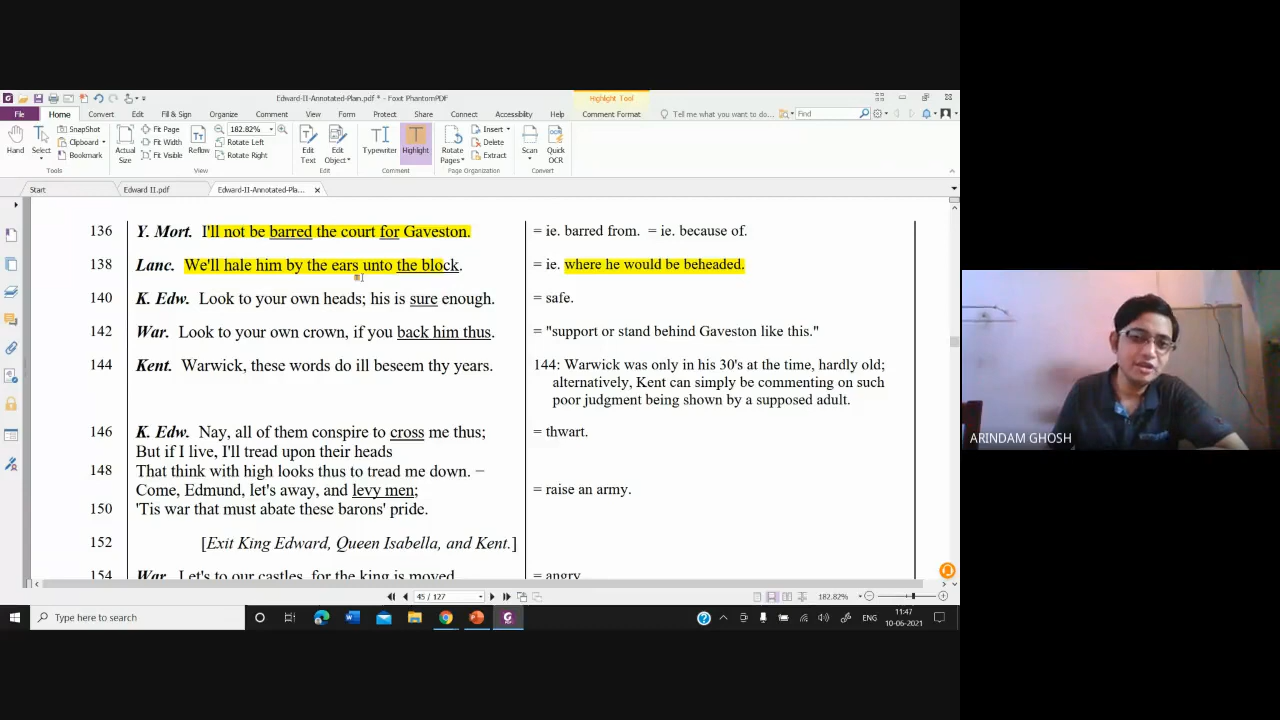 Edward-II-Annotated-Plain.pdf * - Foxit PhantomPDF
Highlight Tool
File Home Convert Edit Fill & Sign Organize Comment View Form Protect Share Connect Accessibility Help Comment Format Tell me what you want to do... Find
Hand Select SnapShot Clipboard Bookmark Actual Size Fit Page Fit Width Fit Visible Reflow 182.82% Rotate Left Rotate Right Edit Text Edit Object Typewriter Highlight Rotate Pages Insert Delete Extract Scan Quick OCR
Tools View Edit Comment Page Organization Convert
Start Edward II.pdf Edward-II-Annotated-Pla...
136 Y. Mort. I'll not be barred the court for Gaveston. = ie. barred from. = ie. because of.
138 Lanc. We'll hale him by the ears unto the block. = ie. where he would be beheaded.
140 K. Edw. Look to your own heads; his is sure enough. = safe.
142 War. Look to your own crown, if you back him thus. = "support or stand behind Gaveston like this."
144 Kent. Warwick, these words do ill beseem thy years. 144: Warwick was only in his 30's at the time, hardly old;
alternatively, Kent can simply be commenting on such
poor judgment being shown by a supposed adult.
146 K. Edw. Nay, all of them conspire to cross me thus; = thwart.
But if I live, I'll tread upon their heads
148 That think with high looks thus to tread me down. −
Come, Edmund, let's away, and levy men; = raise an army.
150 'Tis war that must abate these barons' pride.
152 [Exit King Edward, Queen Isabella, and Kent.]
154 War. Let's to our castles, for the king is moved. = angry.
45 / 127 182.82%
Type here to search ENG 11:47
10-06-2021
ARINDAM GHOSH